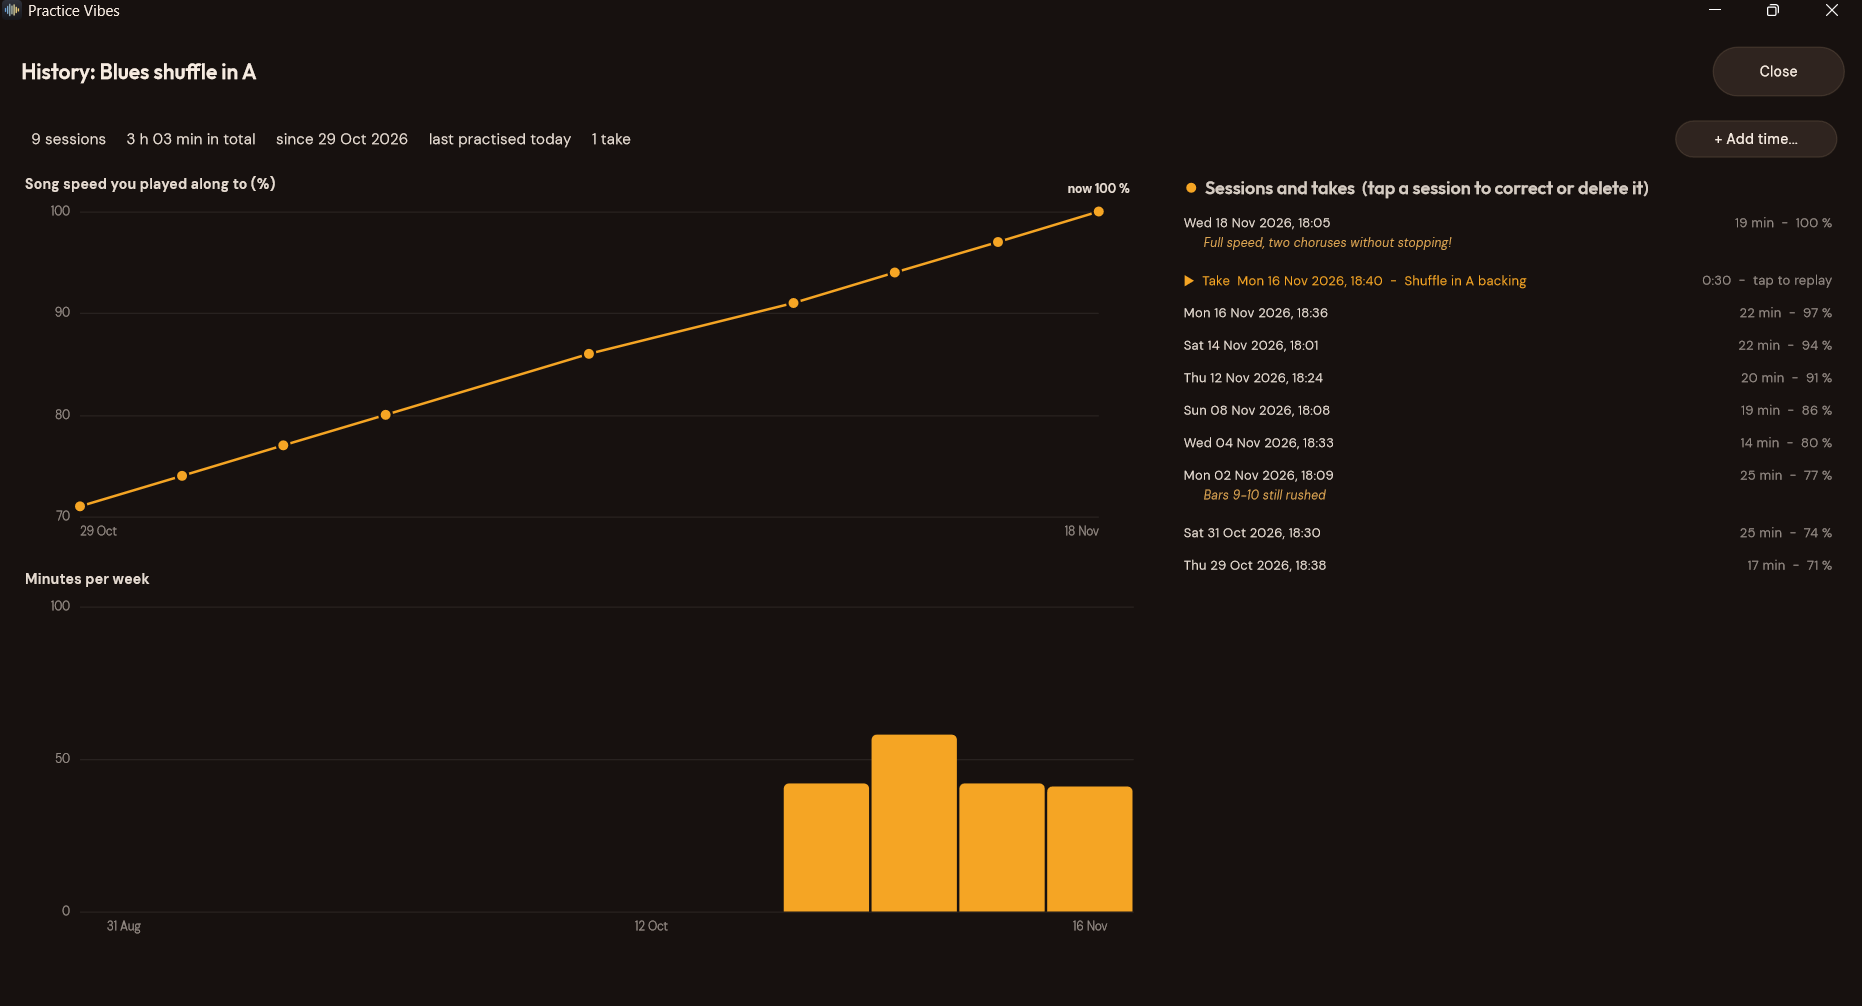 Practice Vibes
History: Blues shuffle in A
Close
9 sessions 3 h 03 min in total since 29 Oct 2026 last practised today 1 take
+ Add time...
Song speed you played along to (%)
now 100 %
100
90
80
70
29 Oct 18 Nov
Minutes per week
100
50
0
31 Aug 12 Oct 16 Nov
Sessions and takes (tap a session to correct or delete it)
Wed 18 Nov 2026, 18:05 19 min - 100 %
Full speed, two choruses without stopping!
Take Mon 16 Nov 2026, 18:40 - Shuffle in A backing 0:30 - tap to replay
Mon 16 Nov 2026, 18:36 22 min - 97 %
Sat 14 Nov 2026, 18:01 22 min - 94 %
Thu 12 Nov 2026, 18:24 20 min - 91 %
Sun 08 Nov 2026, 18:08 19 min - 86 %
Wed 04 Nov 2026, 18:33 14 min - 80 %
Mon 02 Nov 2026, 18:09 25 min - 77 %
Bars 9-10 still rushed
Sat 31 Oct 2026, 18:30 25 min - 74 %
Thu 29 Oct 2026, 18:38 17 min - 71 %